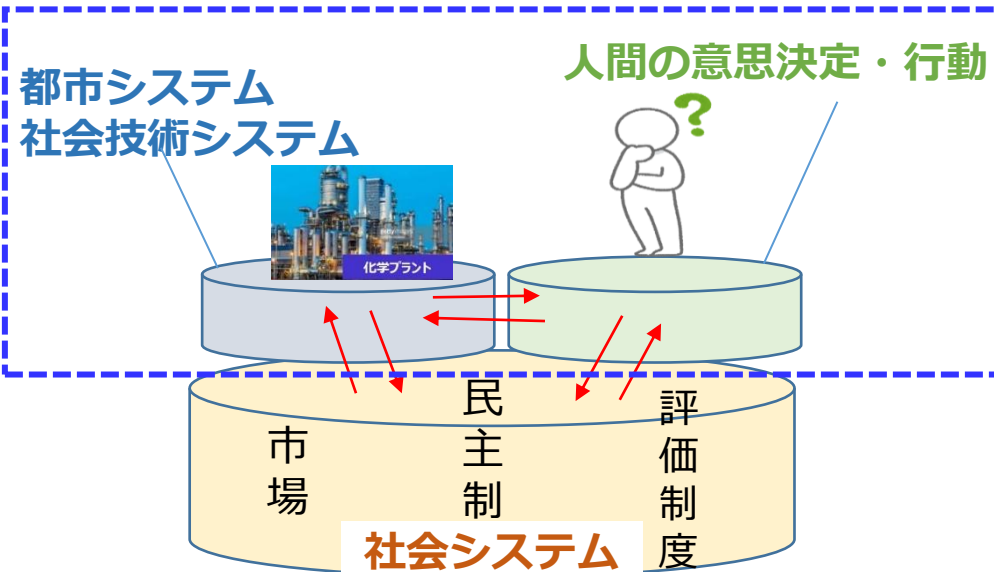 人間の意思決定・行動
都市システム
社会技術システム
?
化学プラント
市場
民主制
評価制度
社会システム